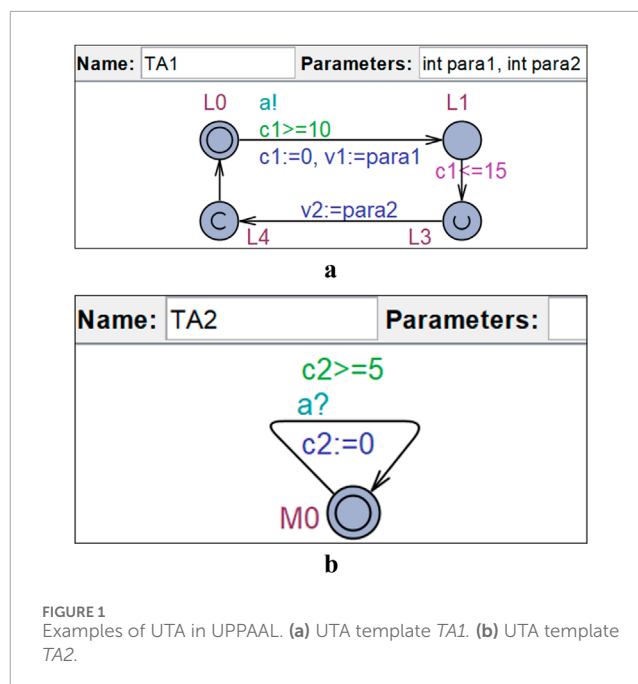 Name: TA1 Parameters: int para1, int para2
L0 a! L1
c1>=10
c1:=0, v1:=para1
c1<=15
v2:=para2
C U
L4 L3
a
Name: TA2 Parameters:
c2>=5
a?
c2:=0
M0
b
FIGURE 1
Examples of UTA in UPPAAL. (a) UTA template TA1. (b) UTA template
TA2.